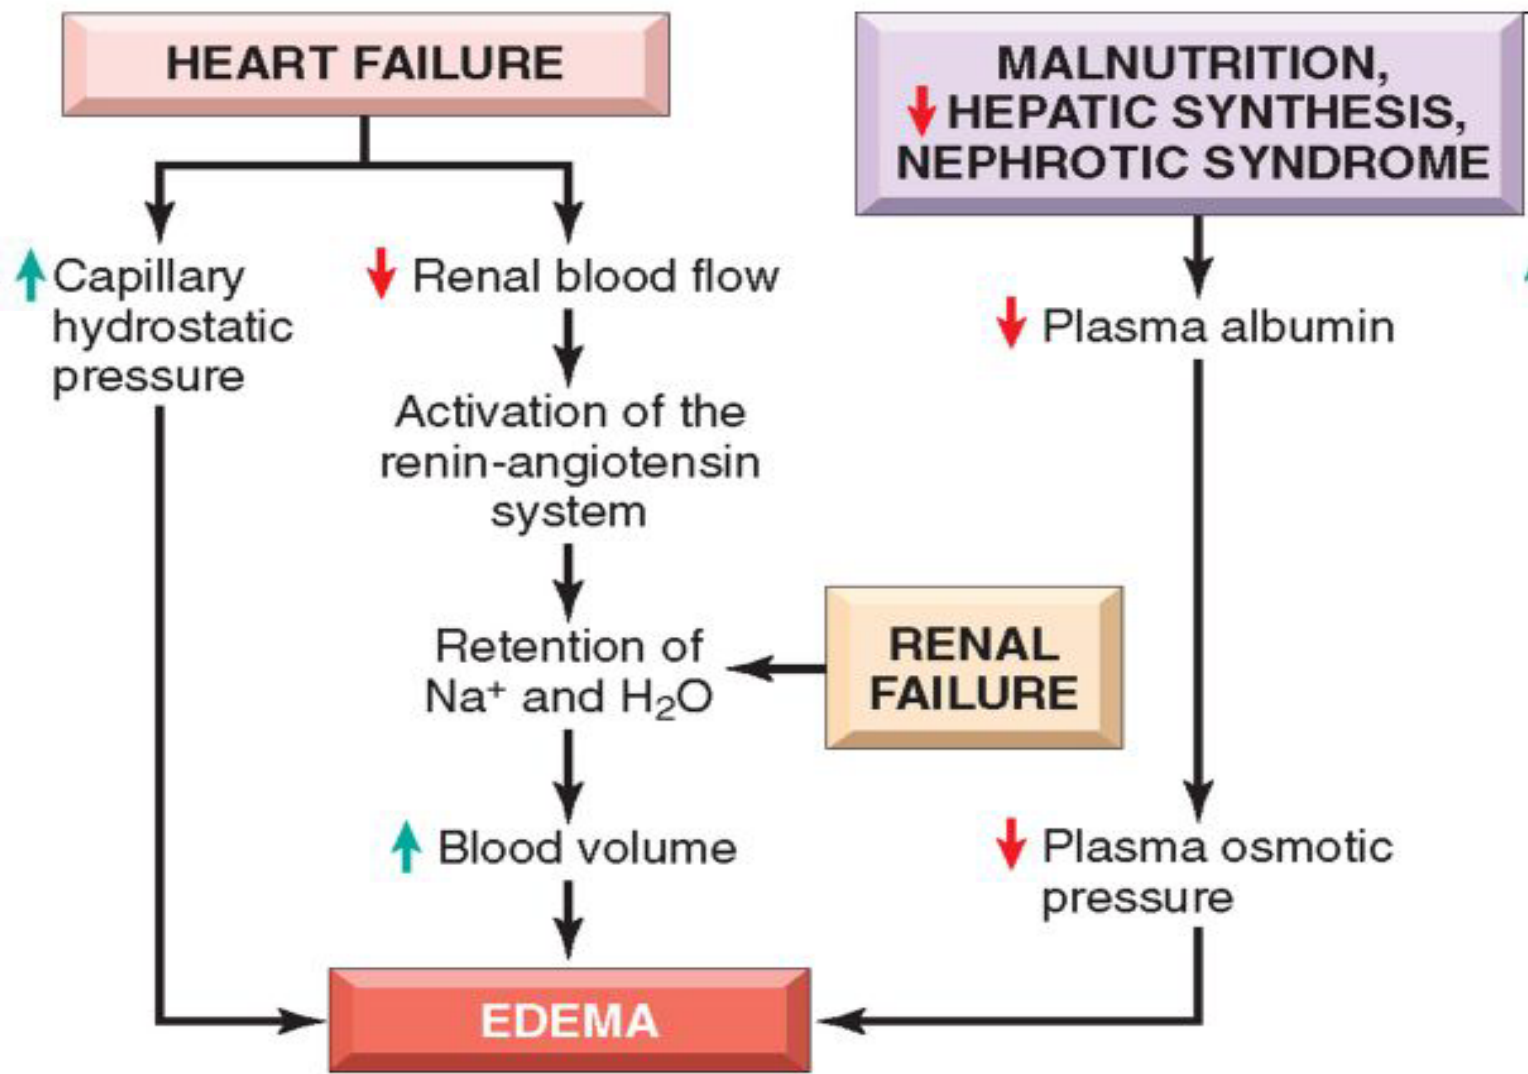 HEART FAILURE
MALNUTRITION,
↓ HEPATIC SYNTHESIS,
NEPHROTIC SYNDROME
↑ Capillary
hydrostatic
pressure
↓ Renal blood flow
↓ Plasma albumin
Activation of the
renin-angiotensin
system
Retention of
Na⁺ and H₂O
RENAL
FAILURE
↑ Blood volume
↓ Plasma osmotic
pressure
EDEMA